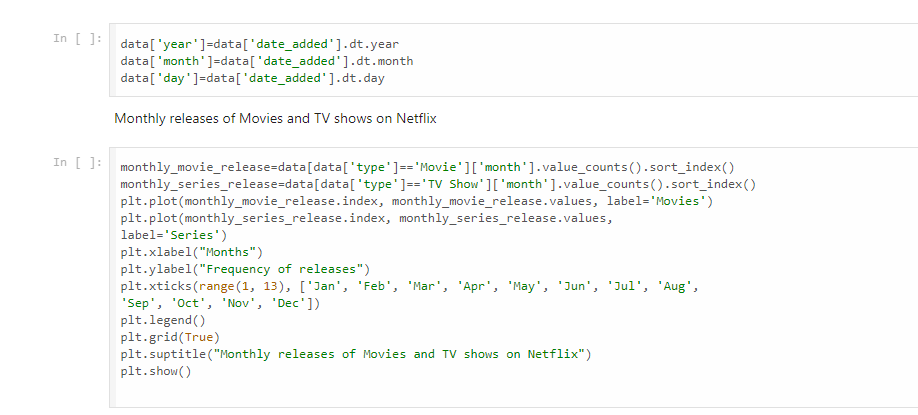 In [ ]:
data['year']=data['date_added'].dt.year
data['month']=data['date_added'].dt.month
data['day']=data['date_added'].dt.day
Monthly releases of Movies and TV shows on Netflix
In [ ]:
monthly_movie_release=data[data['type']=='Movie']['month'].value_counts().sort_index()
monthly_series_release=data[data['type']=='TV Show']['month'].value_counts().sort_index()
plt.plot(monthly_movie_release.index, monthly_movie_release.values, label='Movies')
plt.plot(monthly_series_release.index, monthly_series_release.values,
label='Series')
plt.xlabel("Months")
plt.ylabel("Frequency of releases")
plt.xticks(range(1, 13), ['Jan', 'Feb', 'Mar', 'Apr', 'May', 'Jun', 'Jul', 'Aug',
'Sep', 'Oct', 'Nov', 'Dec'])
plt.legend()
plt.grid(True)
plt.suptitle("Monthly releases of Movies and TV shows on Netflix")
plt.show()